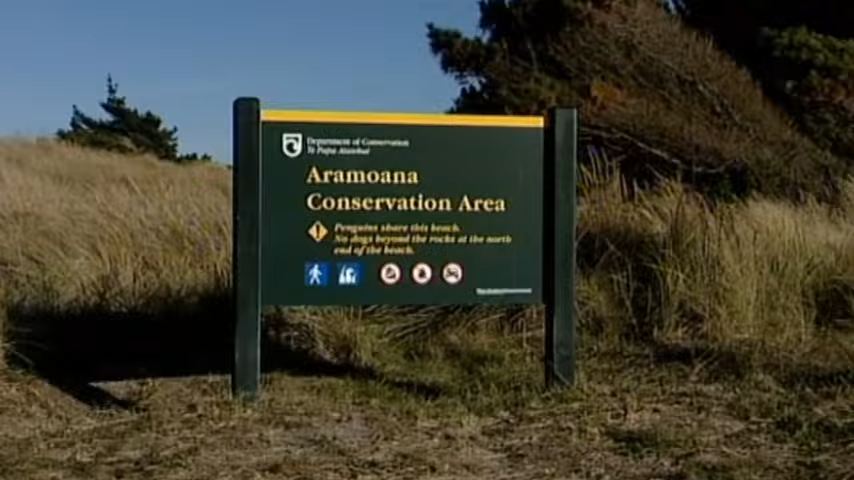 Department of Conservation
Te Papa Atawhai
Aramoana
Conservation Area
Penguins share this beach.
No dogs beyond the rocks at the north
end of the beach.